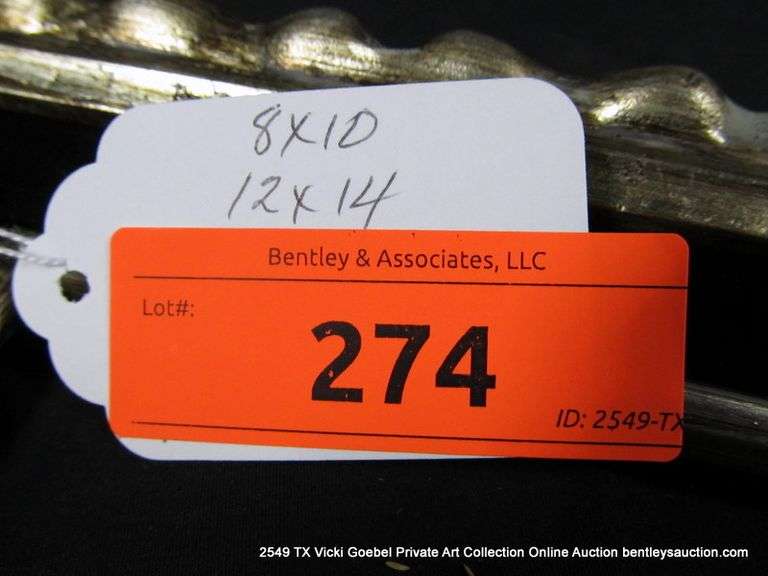 8x10
12x14
Bentley & Associates, LLC
Lot#:
274
ID: 2549-TX
2549 TX Vicki Goebel Private Art Collection Online Auction bentleysauction.com